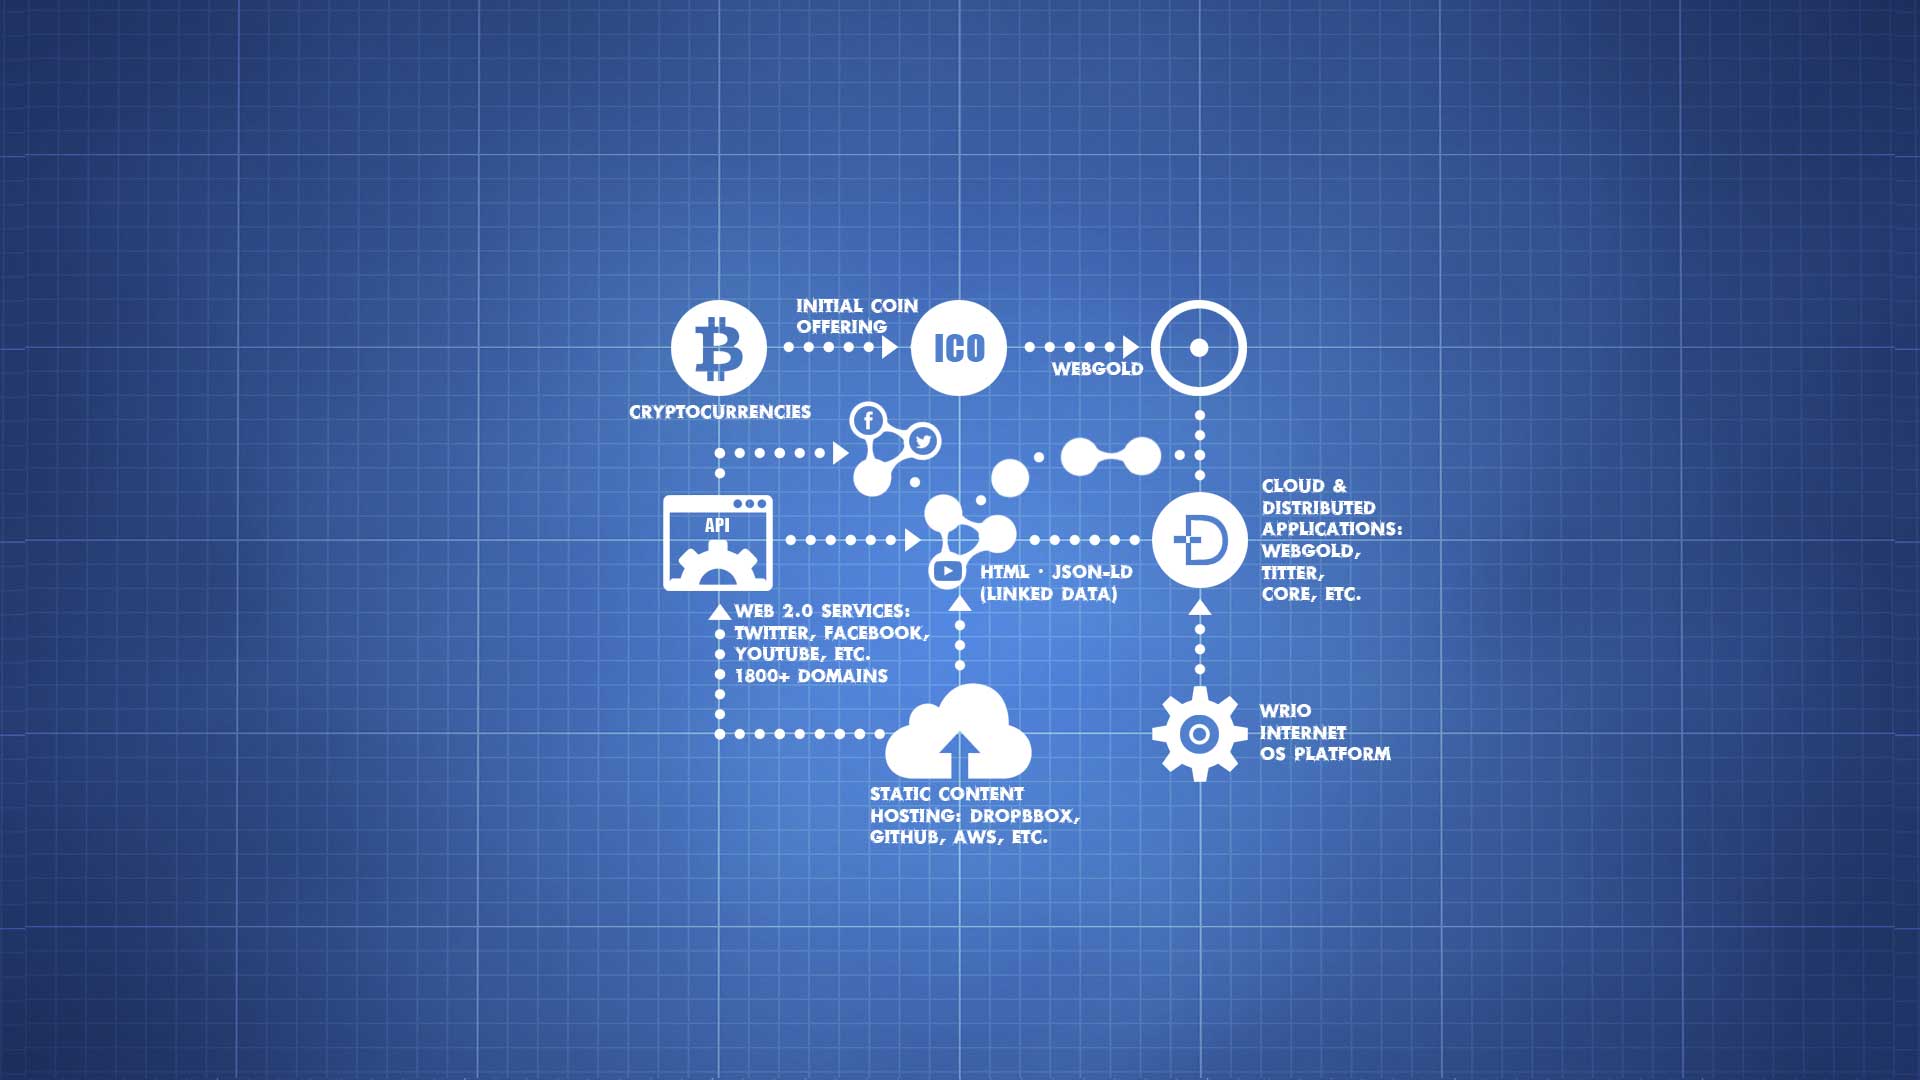 INITIAL COIN
OFFERING
ICO
WEBGOLD
CRYPTOCURRENCIES
API
CLOUD &
DISTRIBUTED
APPLICATIONS:
WEBGOLD,
TITTER,
CORE, ETC.
HTML · JSON-LD
(LINKED DATA)
WEB 2.0 SERVICES:
TWITTER, FACEBOOK,
YOUTUBE, ETC.
1800+ DOMAINS
WRIO
INTERNET
OS PLATFORM
STATIC CONTENT
HOSTING: DROPBBOX,
GITHUB, AWS, ETC.